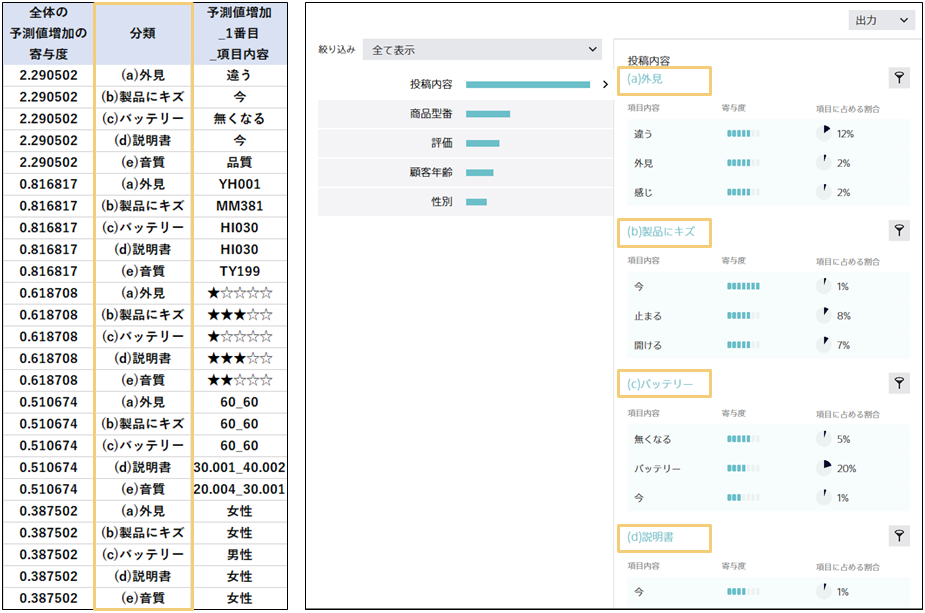 全体の
予測値増加の
寄与度
分類
予測値増加
_1番目
_項目内容
2.290502 (a)外見 違う
2.290502 (b)製品にキズ 今
2.290502 (c)バッテリー 無くなる
2.290502 (d)説明書 今
2.290502 (e)音質 品質
0.816817 (a)外見 YH001
0.816817 (b)製品にキズ MM381
0.816817 (c)バッテリー HI030
0.816817 (d)説明書 HI030
0.816817 (e)音質 TY199
0.618708 (a)外見 ★☆☆☆☆
0.618708 (b)製品にキズ ★★★☆☆
0.618708 (c)バッテリー ★☆☆☆☆
0.618708 (d)説明書 ★★★☆☆
0.618708 (e)音質 ★★☆☆☆
0.510674 (a)外見 60_60
0.510674 (b)製品にキズ 60_60
0.510674 (c)バッテリー 60_60
0.510674 (d)説明書 30.001_40.002
0.510674 (e)音質 20.004_30.001
0.387502 (a)外見 女性
0.387502 (b)製品にキズ 女性
0.387502 (c)バッテリー 男性
0.387502 (d)説明書 女性
0.387502 (e)音質 女性
出力
絞り込み 全て表示
投稿内容
商品型番
評価
顧客年齢
性別
投稿内容
(a)外見
項目内容 寄与度 項目に占める割合
違う 12%
外見 2%
感じ 2%
(b)製品にキズ
項目内容 寄与度 項目に占める割合
今 1%
止まる 8%
開ける 7%
(c)バッテリー
項目内容 寄与度 項目に占める割合
無くなる 5%
バッテリー 20%
今 1%
(d)説明書
項目内容 寄与度 項目に占める割合
今 1%